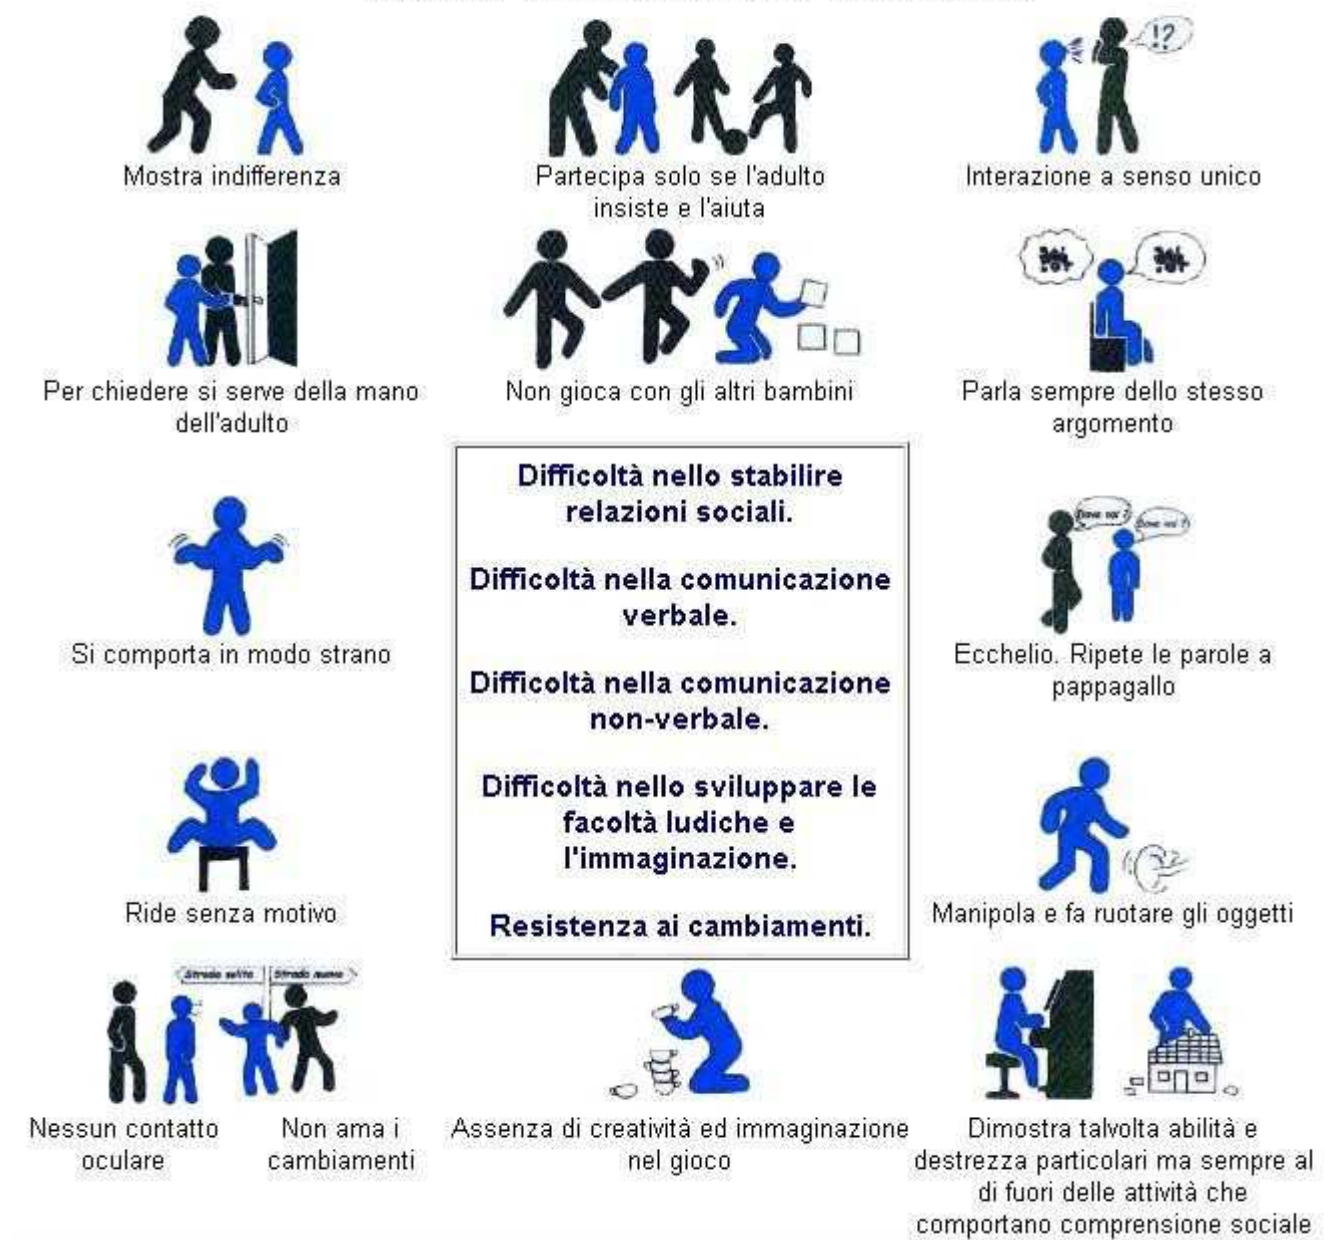 !?
Mostra indifferenza
Partecipa solo se l'adulto
insiste e l'aiuta
Interazione a senso unico
Per chiedere si serve della mano
dell'adulto
Non gioca con gli altri bambini
Parla sempre dello stesso
argomento
Difficoltà nello stabilire
relazioni sociali.
Difficoltà nella comunicazione
verbale.
Difficoltà nella comunicazione
non-verbale.
Difficoltà nello sviluppare le
facoltà ludiche e
l'immaginazione.
Resistenza ai cambiamenti.
Si comporta in modo strano
Dove vai ?
Dove vai ?
Ecchelio. Ripete le parole a
pappagallo
Ride senza motivo
Manipola e fa ruotare gli oggetti
Strada solita
Strada nuova
Nessun contatto
oculare
Non ama i
cambiamenti
Assenza di creatività ed immaginazione
nel gioco
Dimostra talvolta abilità e
destrezza particolari ma sempre al
di fuori delle attività che
comportano comprensione sociale